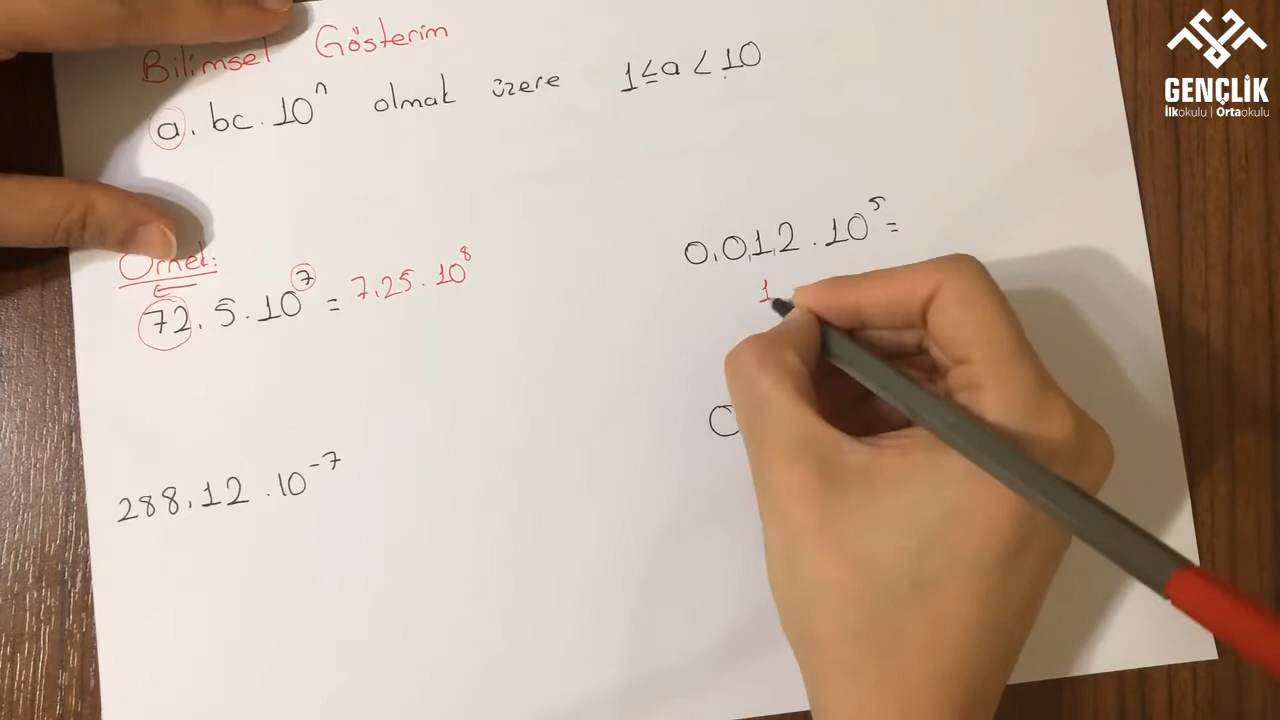 Bilimsel Gösterim
a, bc . 10ⁿ olmak üzere 1 ≤ a < 10
Örnek:
72,5 . 10⁷ = 7,25 . 10⁸
0,012 . 10⁵ =
1
0
288,12 . 10⁻⁷
GENÇLİK
İlkokulu | Ortaokulu